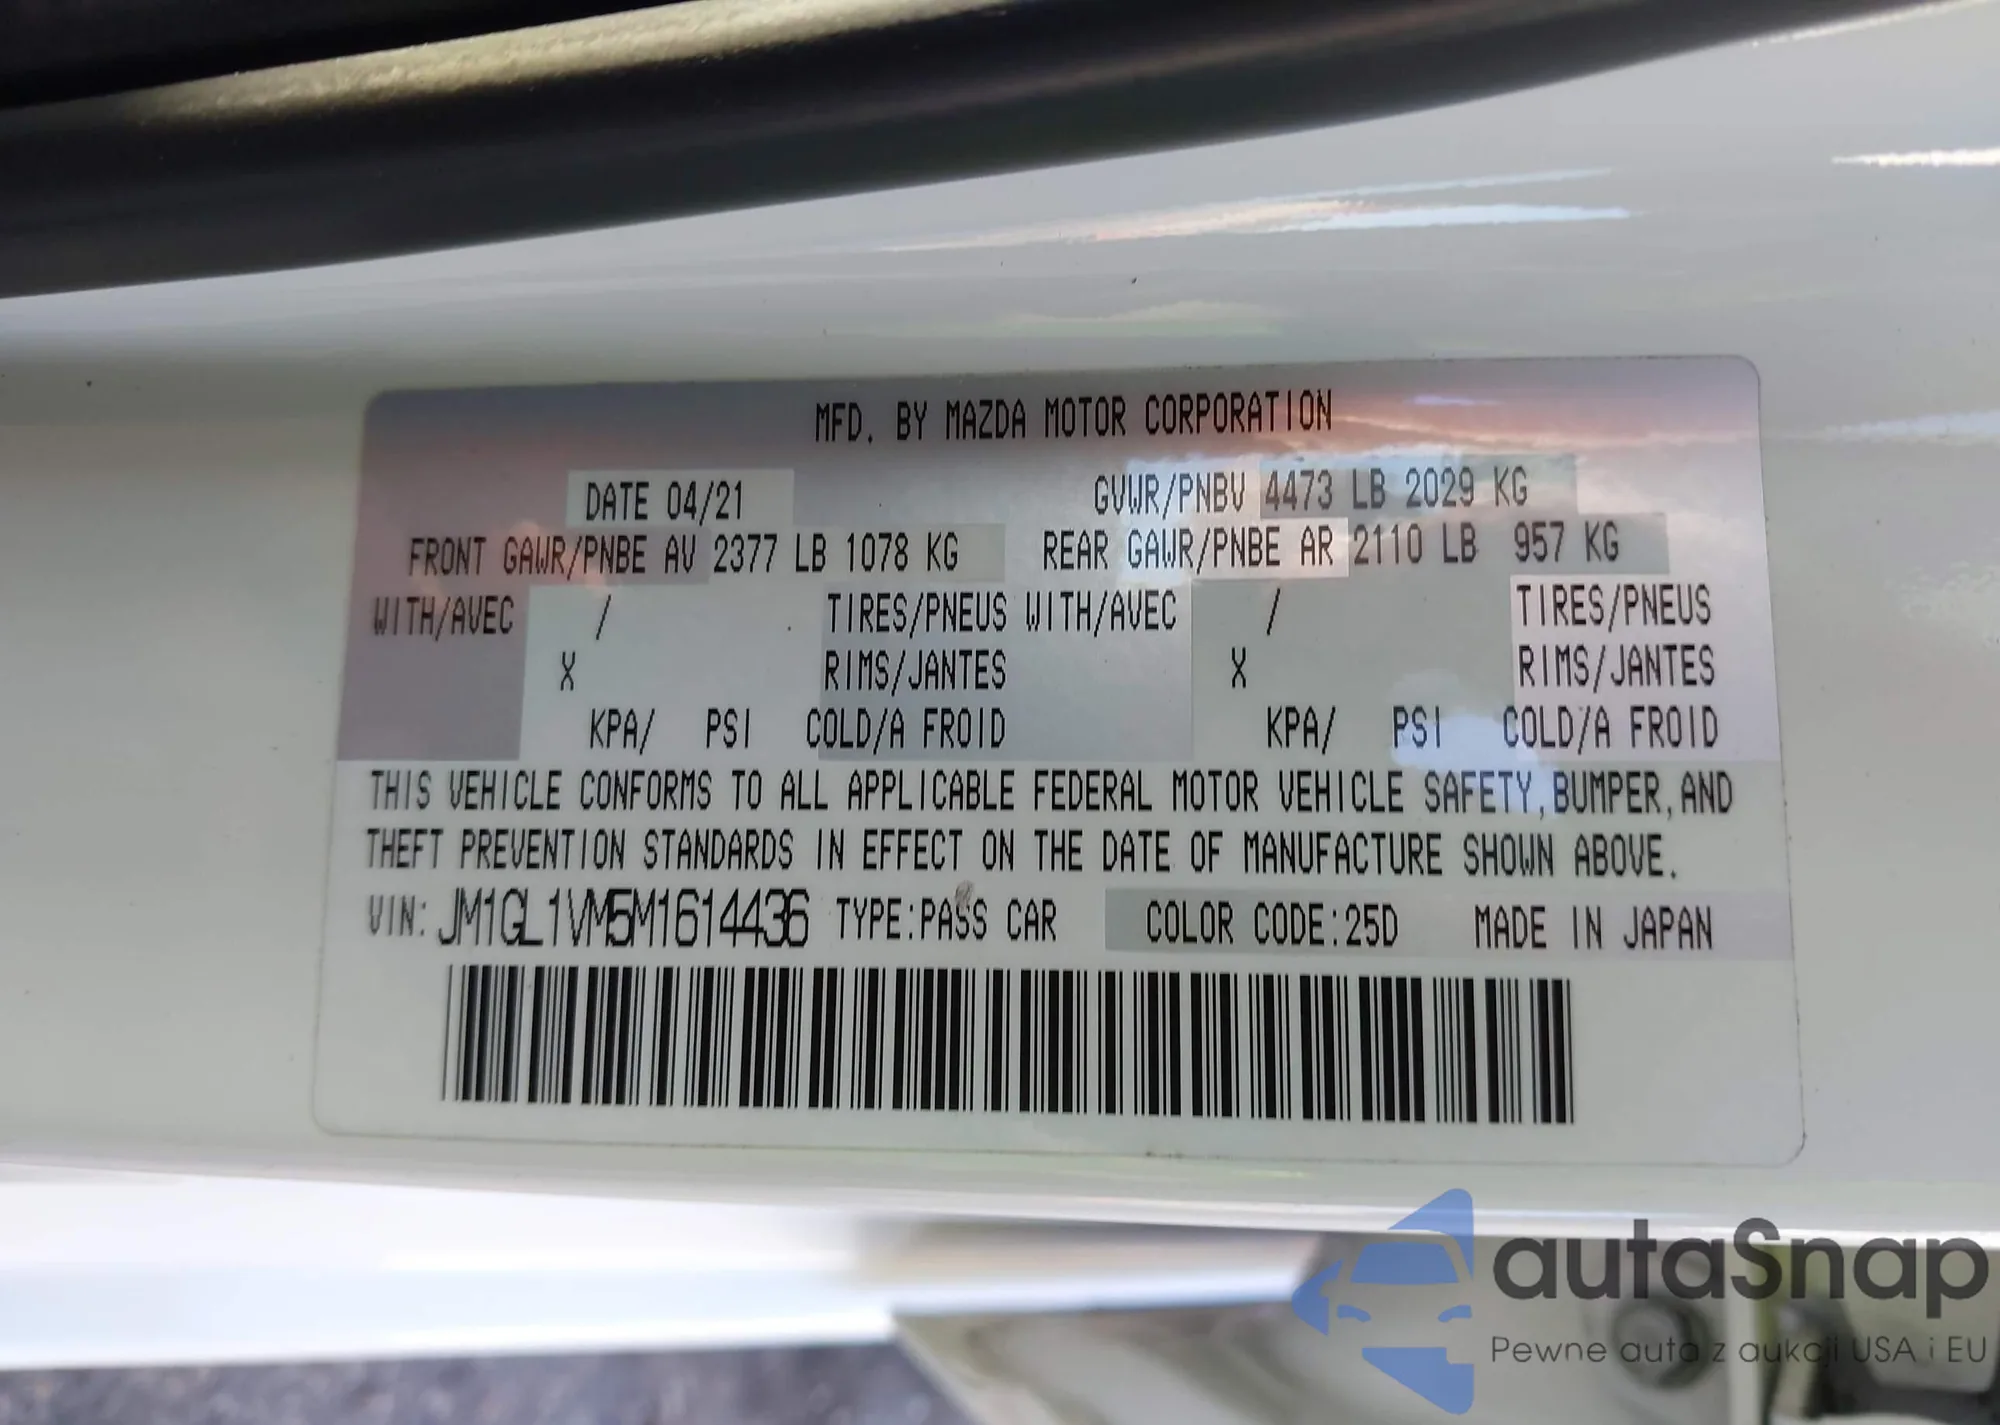 MFD. BY MAZDA MOTOR CORPORATION
DATE 04/21 GVWR/PNBV 4473 LB 2029 KG
FRONT GAWR/PNBE AV 2377 LB 1078 KG REAR GAWR/PNBE AR 2110 LB 957 KG
WITH/AVEC / TIRES/PNEUS WITH/AVEC / TIRES/PNEUS
X RIMS/JANTES X RIMS/JANTES
KPA/ PSI COLD/A FROID KPA/ PSI COLD/A FROID
THIS VEHICLE CONFORMS TO ALL APPLICABLE FEDERAL MOTOR VEHICLE SAFETY,BUMPER,AND
THEFT PREVENTION STANDARDS IN EFFECT ON THE DATE OF MANUFACTURE SHOWN ABOVE.
VIN: JM1GL1VM5M1614436 TYPE:PASS CAR COLOR CODE:25D MADE IN JAPAN
autaSnap
Pewne auta z aukcji USA i EU